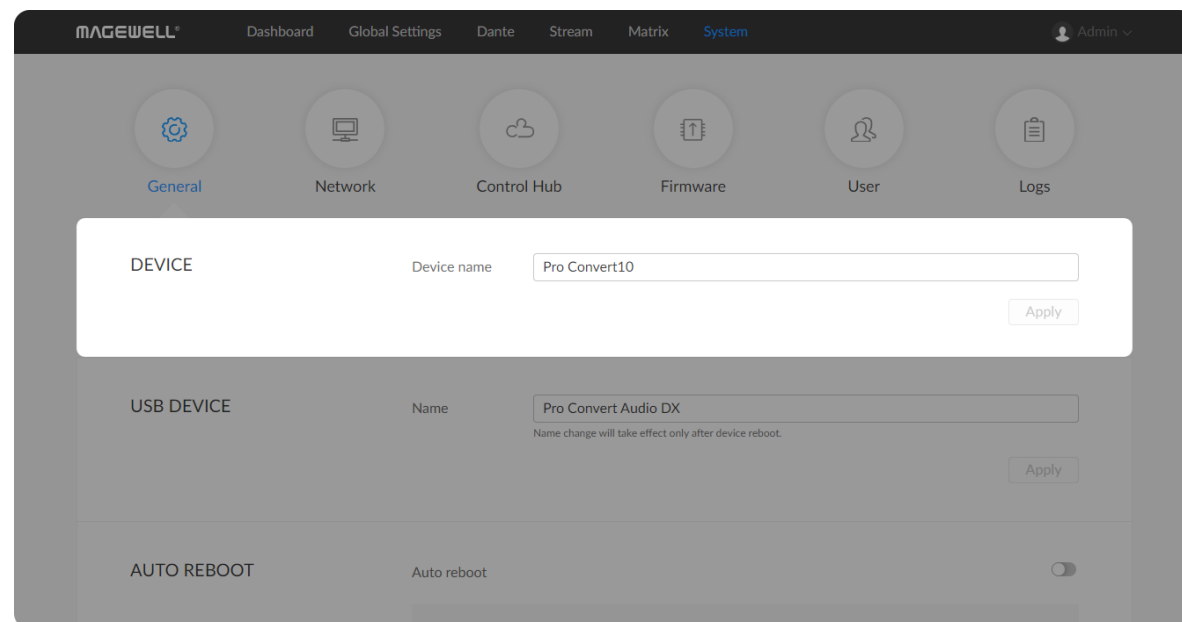 MAGEWELL® Dashboard Global Settings Dante Stream Matrix System Admin
General Network Control Hub Firmware User Logs
DEVICE Device name Pro Convert10
Apply
USB DEVICE Name Pro Convert Audio DX
Name change will take effect only after device reboot.
Apply
AUTO REBOOT Auto reboot